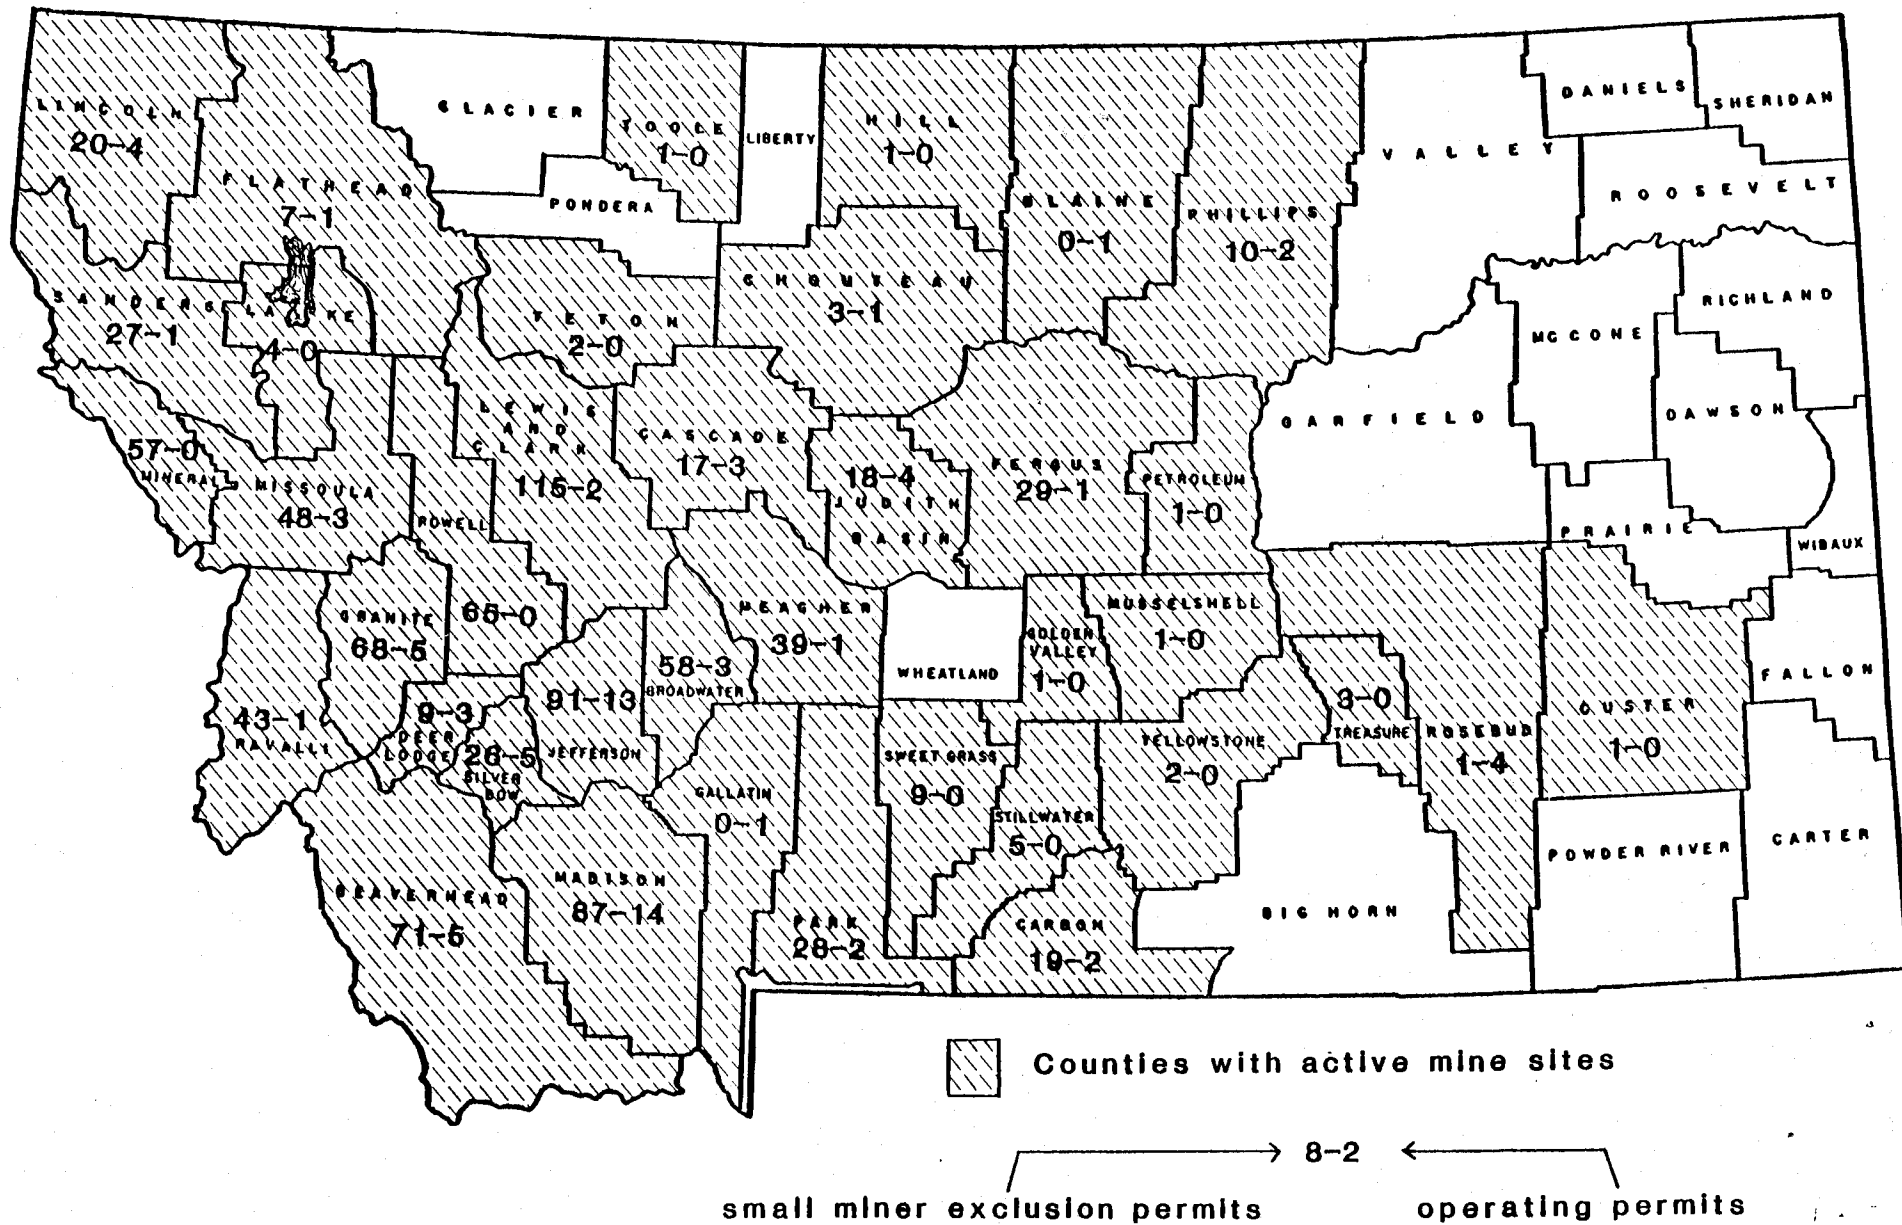 LINCOLN
20-4
FLATHEAD
7-1
GLACIER
TOOLE
1-0
LIBERTY
HILL
1-0
BLAINE
0-1
PHILLIPS
10-2
VALLEY
DANIELS
SHERIDAN
ROOSEVELT
PONDERA
SANDERS
27-1
LAKE
4-0
TETON
2-0
CHOUTEAU
3-1
RICHLAND
MCCONE
DAWSON
GARFIELD
57-0
MINERAL
MISSOULA
48-3
POWELL
65-0
LEWIS
AND
CLARK
115-2
CASCADE
17-3
18-4
JUDITH
BASIN
FERGUS
29-1
PETROLEUM
1-0
PRAIRIE
WIBAUX
GRANITE
68-5
MEAGHER
39-1
WHEATLAND
GOLDEN
VALLEY
1-0
MUSSELSHELL
1-0
FALLON
43-1
RAVALLI
9-3
DEER
LODGE
26-5
SILVER
BOW
91-13
JEFFERSON
58-3
BROADWATER
GALLATIN
0-1
SWEET GRASS
9-0
STILLWATER
5-0
YELLOWSTONE
2-0
3-0
TREASURE
ROSEBUD
1-4
CUSTER
1-0
POWDER RIVER
CARTER
BEAVERHEAD
71-5
MADISON
87-14
PARK
28-2
CARBON
19-2
BIG HORN
Counties with active mine sites
8-2
small miner exclusion permits
operating permits